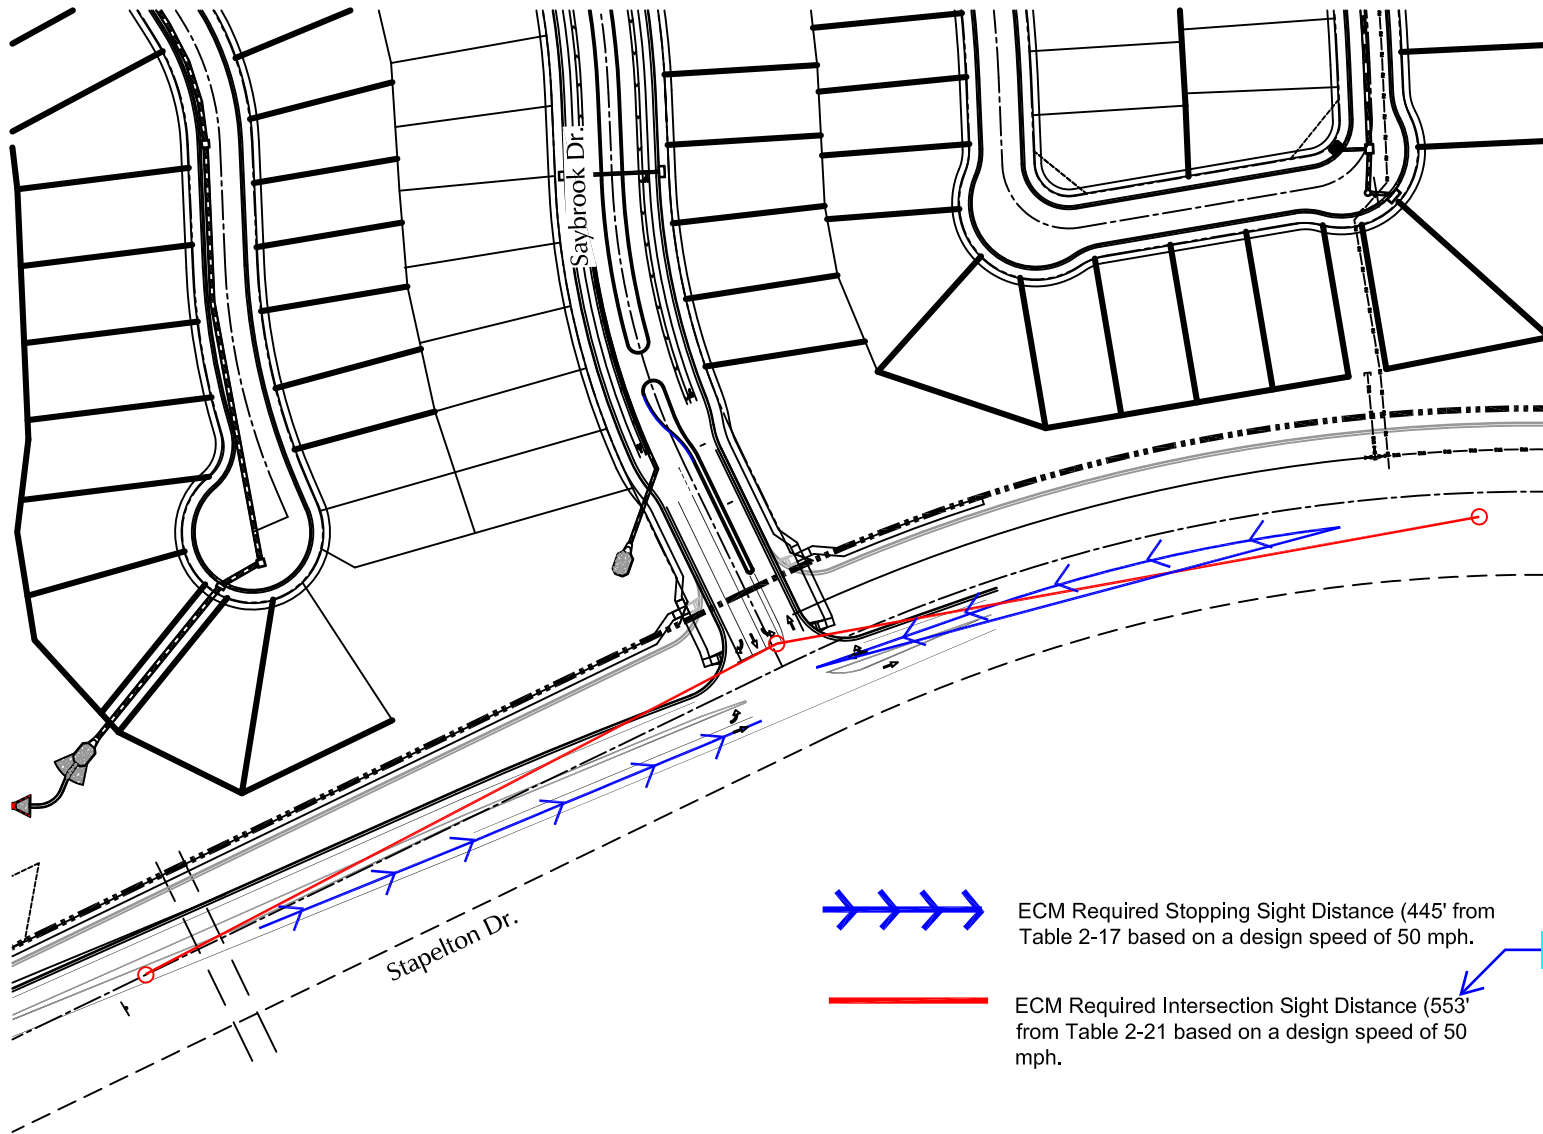 Saybrook Dr.
Stapelton Dr.
ECM Required Stopping Sight Distance (445' from
Table 2-17 based on a design speed of 50 mph.
ECM Required Intersection Sight Distance (553'
from Table 2-21 based on a design speed of 50
mph.